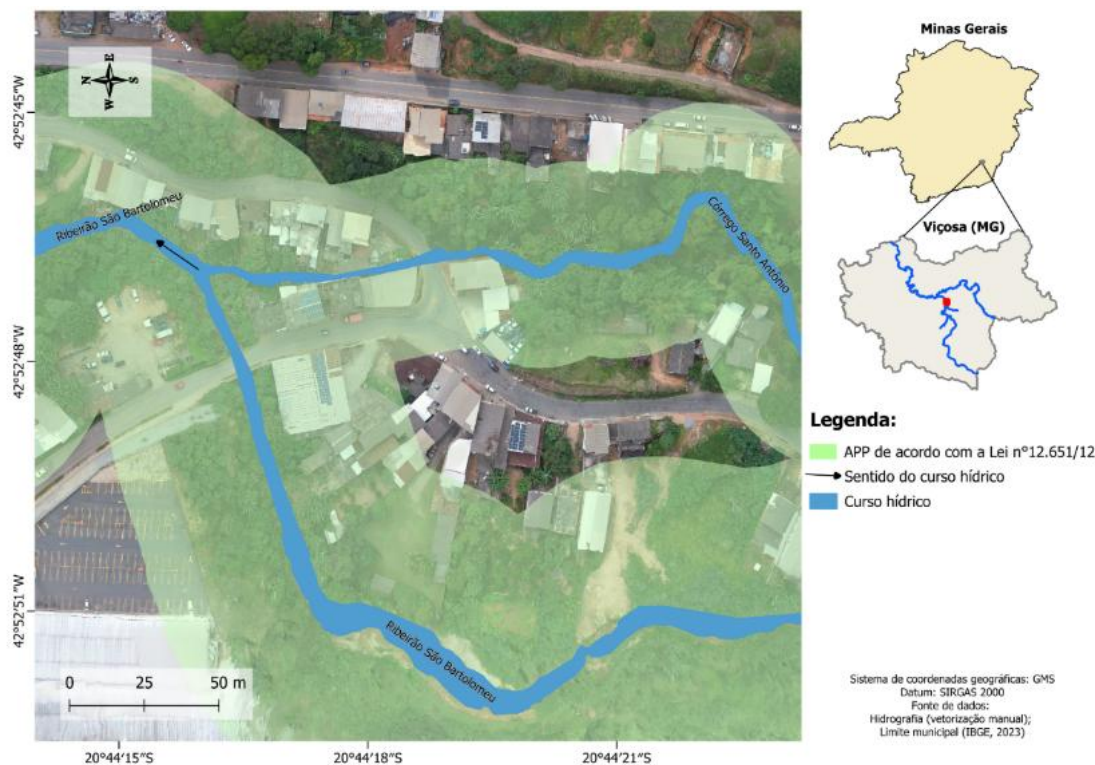 Minas Gerais
Viçosa (MG)
E
N
S
W
42°52'45"W
42°52'48"W
42°52'51"W
Ribeirão São Bartolomeu
Córrego Santo Antônio
Ribeirão São Bartolomeu
0 25 50 m
20°44'15"S 20°44'18"S 20°44'21"S
Legenda:
APP de acordo com a Lei n°12.651/12
Sentido do curso hídrico
Curso hídrico
Sistema de coordenadas geográficas: GMS
Datum: SIRGAS 2000
Fonte de dados:
Hidrografia (vetorização manual);
Limite municipal (IBGE, 2023)